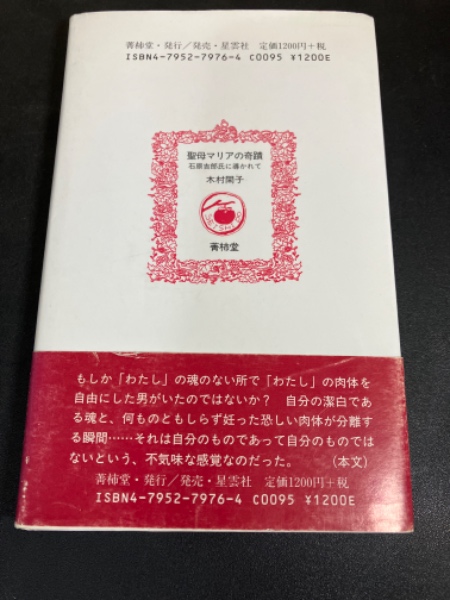 菁柿堂・発行／発売・星雲社 定価1200円＋税
ISBN4-7952-7976-4 C0095 ¥1200E
聖母マリアの奇蹟
石原吉郎氏に導かれて
木村閑子
菁柿堂
もしか「わたし」の魂のない所で「わたし」の肉体を
自由にした男がいたのではないか？ 自分の潔白であ
る魂と、何ものともしらず妊った恐しい肉体が分離す
る瞬間……それは自分のものであって自分のものでは
ないという、不気味な感覚なのだった。 （本文）
菁柿堂・発行／発売・星雲社 定価1200円＋税
ISBN4-7952-7976-4 C0095 ¥1200E